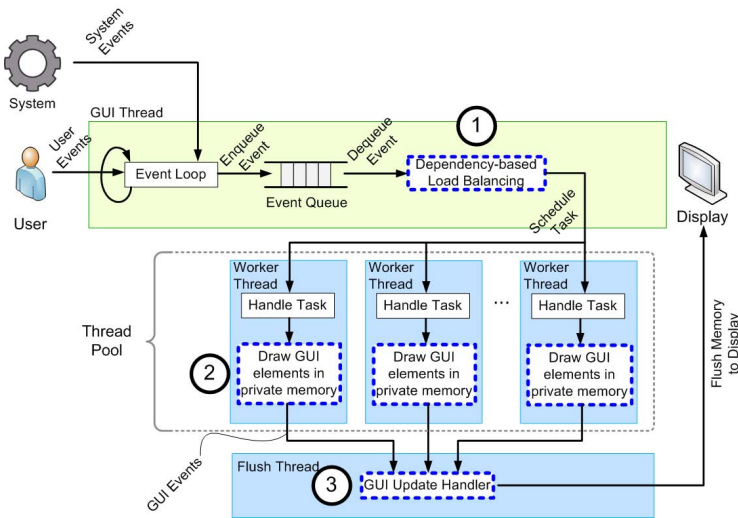 System
Events
System
GUI Thread
1
User
Events
Enqueue
Event
Dequeue
Event
Dependency-based
Load Balancing
Event Loop
Event Queue
User
Display
Schedule
Task
Worker
Thread
Worker
Thread
Worker
Thread
Handle Task
Handle Task
...
Handle Task
Thread
Pool
2
Draw GUI
elements in
private memory
Draw GUI
elements in
private memory
Draw GUI
elements in
private memory
Flush Memory
to Display
GUI Events
Flush Thread
3
GUI Update Handler